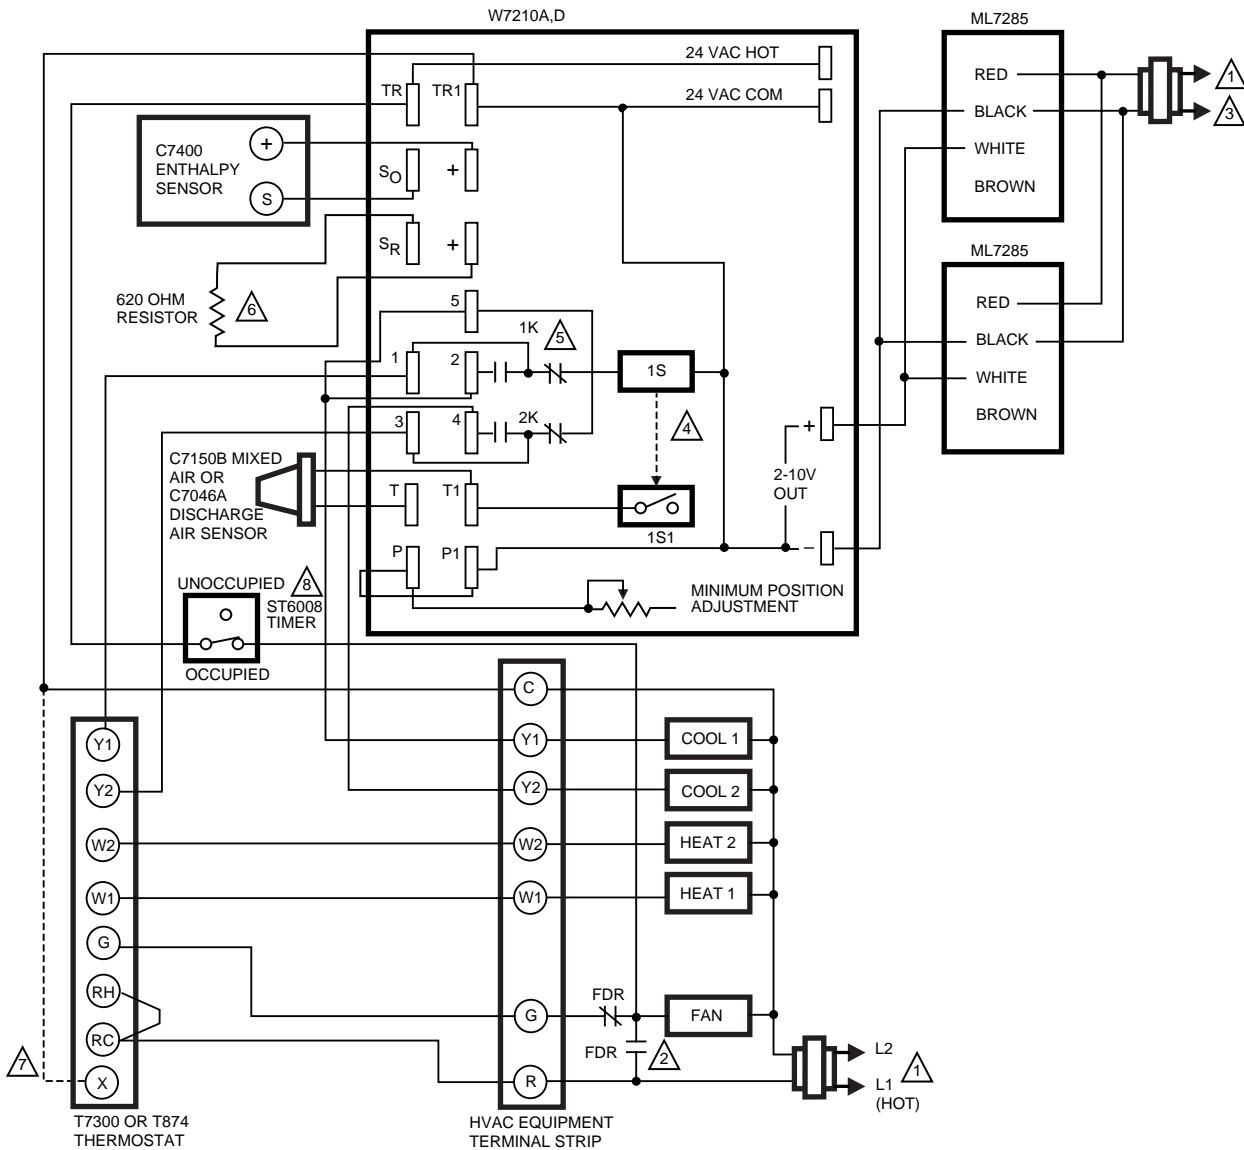 W7210A,D
ML7285
24 VAC HOT
TR
TR1
24 VAC COM
RED
BLACK
WHITE
BROWN
1
3
C7400
ENTHALPY
SENSOR
+
S
SO
+
SR
+
620 OHM
RESISTOR
6
5
1K
5
1
2
1S
3
4
2K
4
ML7285
RED
BLACK
WHITE
BROWN
C7150B MIXED
AIR OR
C7046A
DISCHARGE
AIR SENSOR
T
T1
1S1
+
2-10V
OUT
–
P
P1
MINIMUM POSITION
ADJUSTMENT
UNOCCUPIED
8
ST6008
TIMER
OCCUPIED
C
Y1
Y1
COOL 1
Y2
Y2
COOL 2
W2
W2
HEAT 2
W1
W1
HEAT 1
G
RH
FDR
G
FAN
RC
FDR
2
L2
7
X
R
L1
(HOT)
1
T7300 OR T874
THERMOSTAT
HVAC EQUIPMENT
TERMINAL STRIP